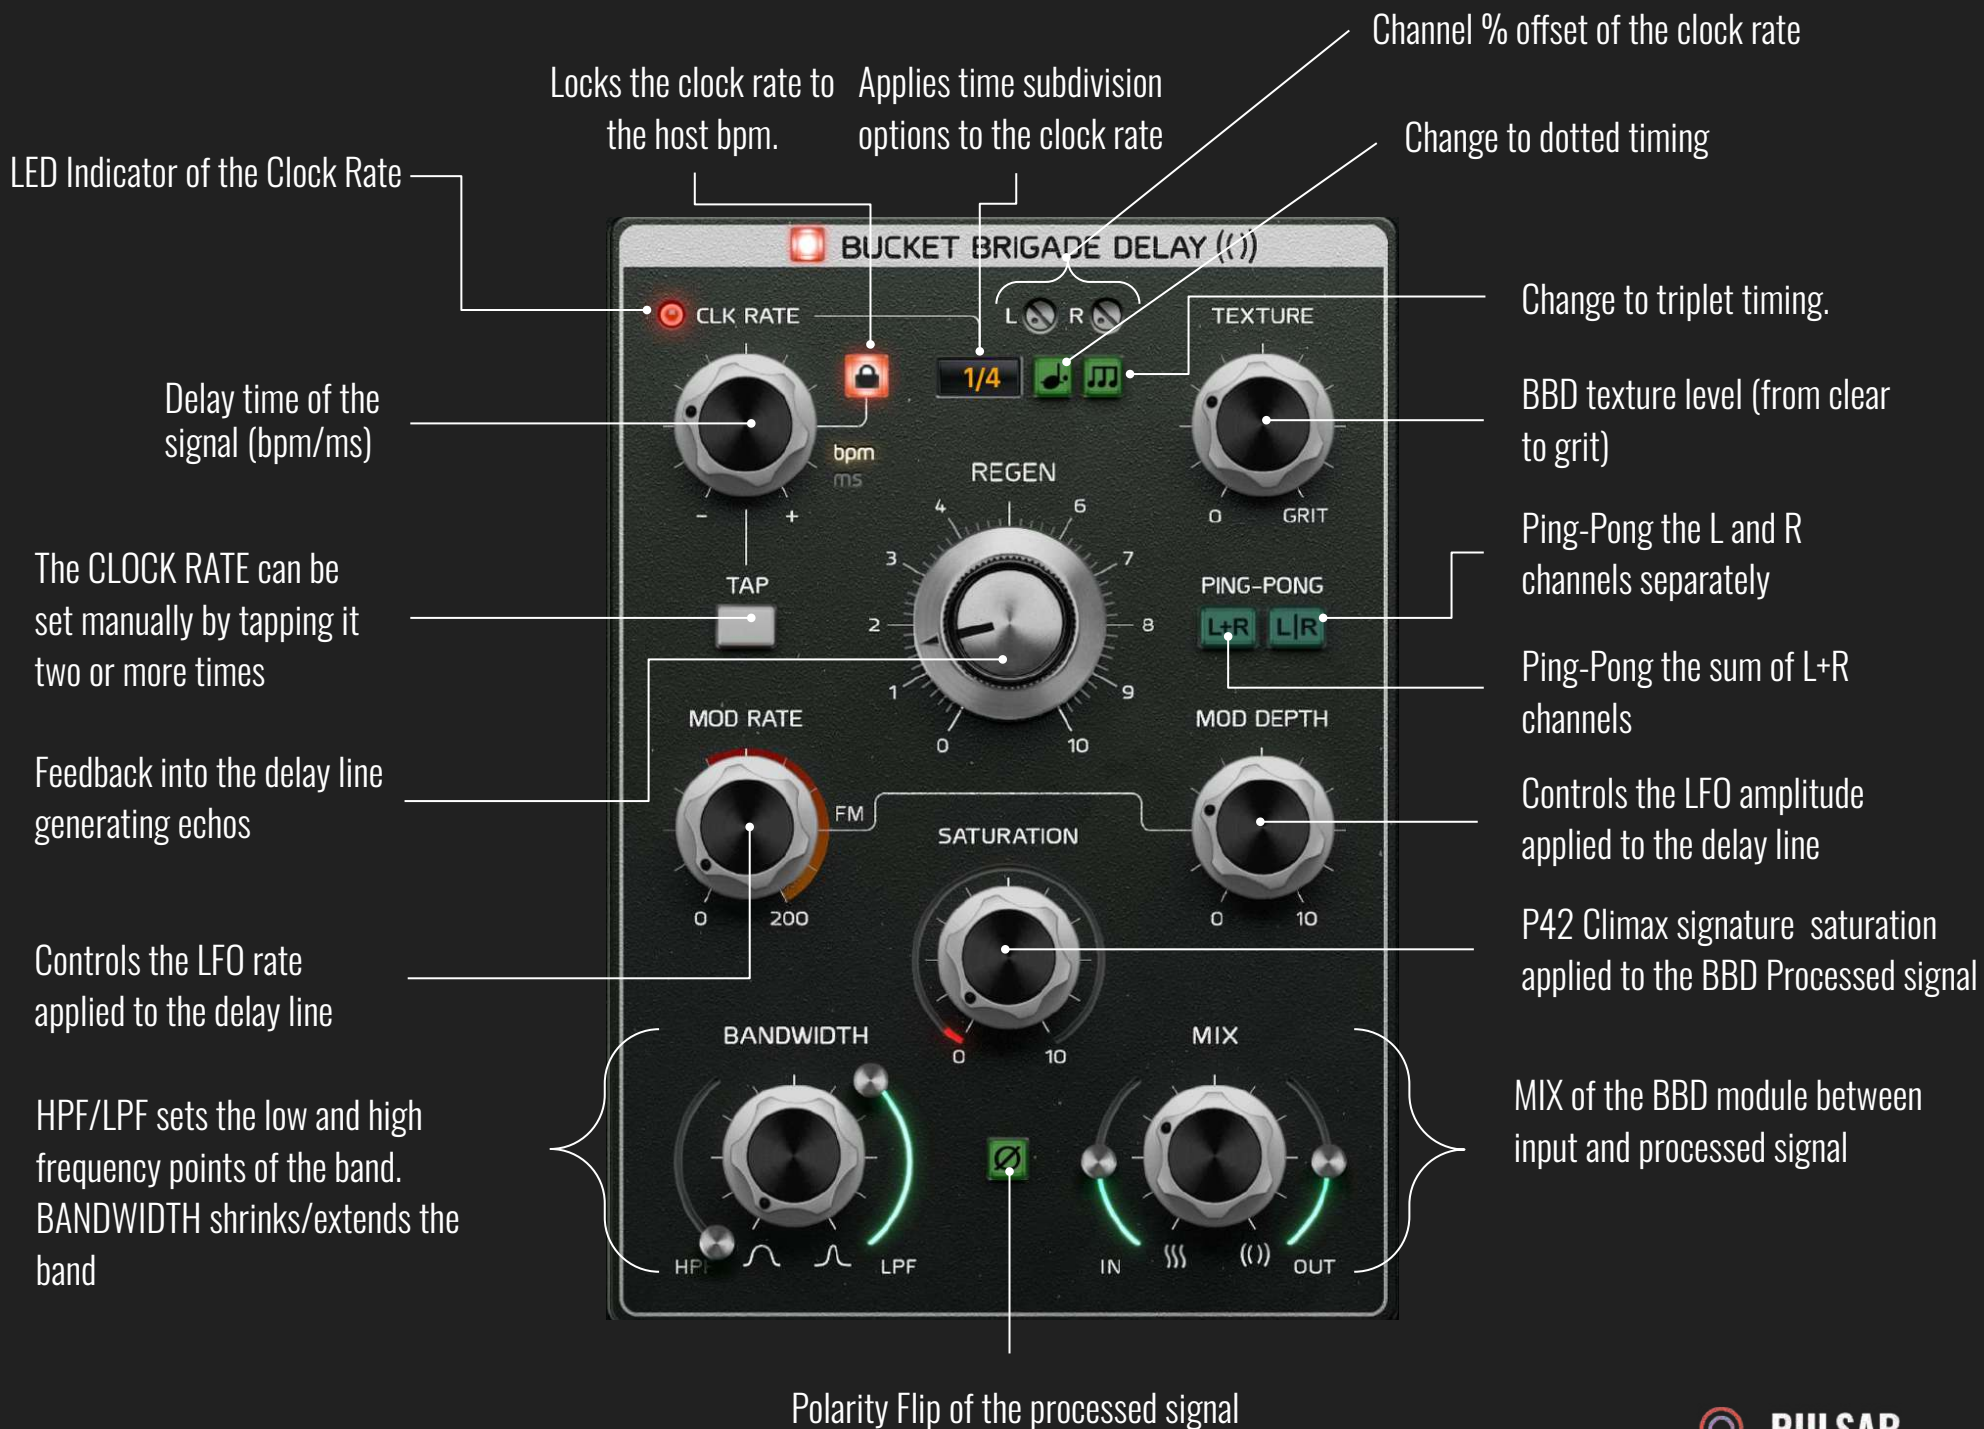 Channel % offset of the clock rate
Locks the clock rate to
the host bpm.
Applies time subdivision
options to the clock rate
Change to dotted timing
LED Indicator of the Clock Rate
BUCKET BRIGADE DELAY
CLK RATE
L
R
TEXTURE
Change to triplet timing.
1/4
Delay time of the
signal (bpm/ms)
BBD texture level (from clear
to grit)
bpm
ms
REGEN
- +
0 GRIT
4
6
3
7
2
8
1
9
0
10
Ping-Pong the L and R
channels separately
The CLOCK RATE can be
set manually by tapping it
two or more times
TAP
PING-PONG
L+R
L|R
Ping-Pong the sum of L+R
channels
MOD RATE
MOD DEPTH
Feedback into the delay line
generating echos
FM
Controls the LFO amplitude
applied to the delay line
SATURATION
0 200
0 10
P42 Climax signature saturation
applied to the BBD Processed signal
Controls the LFO rate
applied to the delay line
BANDWIDTH
0 10
MIX
HPF/LPF sets the low and high
frequency points of the band.
BANDWIDTH shrinks/extends the
band
MIX of the BBD module between
input and processed signal
Ø
HPF
LPF
IN
OUT
Polarity Flip of the processed signal
PULSAR